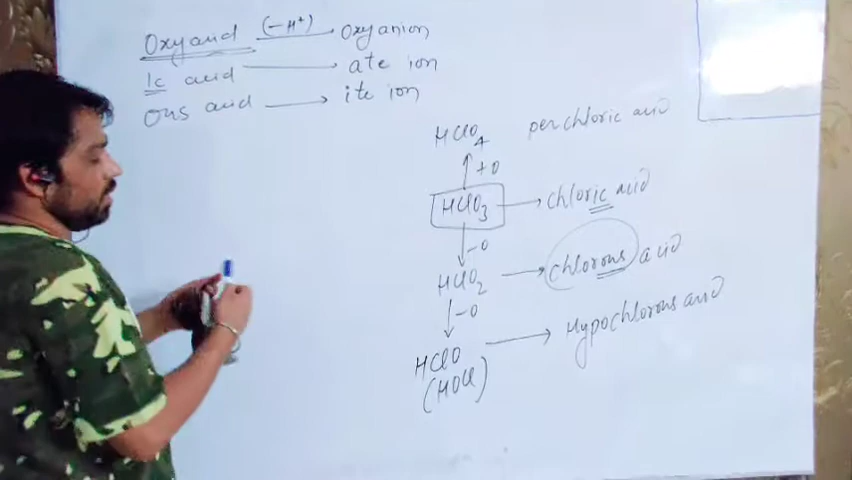 Oxyacid (-H⁺) → Oxyanion
Ic acid → ate ion
Ous acid → ite ion
HClO₄ perchloric acid
↑ +O
HClO₃ → chloric acid
↓ -O
HClO₂ → chlorous acid
↓ -O
HClO → Hypochlorous acid
(HOCl)